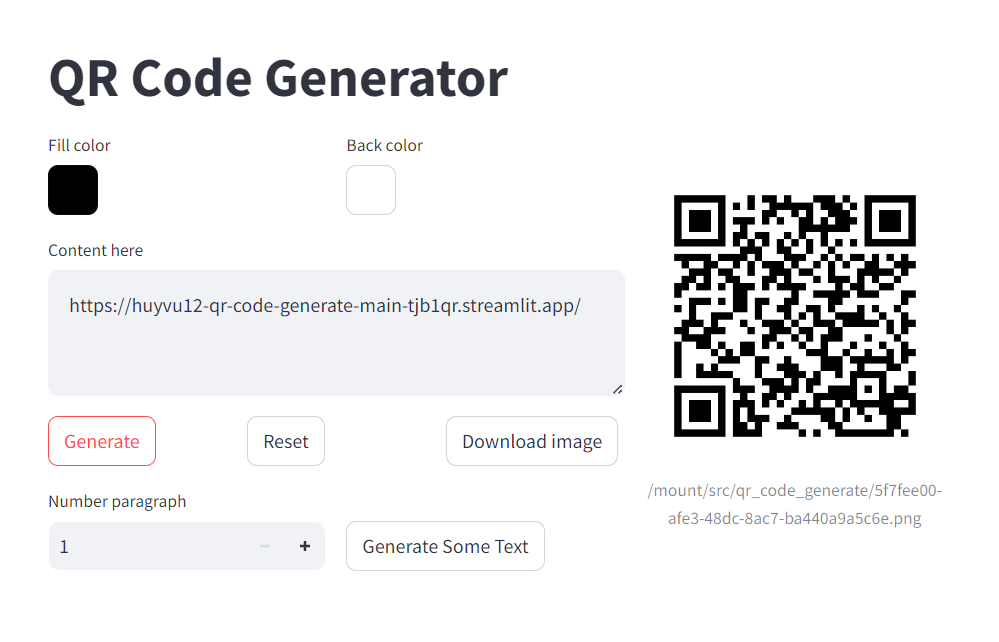 QR Code Generator
Fill color
Back color
Content here
https://huyvu12-qr-code-generate-main-tjb1qr.streamlit.app/
Generate
Reset
Download image
Number paragraph
1
Generate Some Text
/mount/src/qr_code_generate/5f7fee00-
afe3-48dc-8ac7-ba440a9a5c6e.png